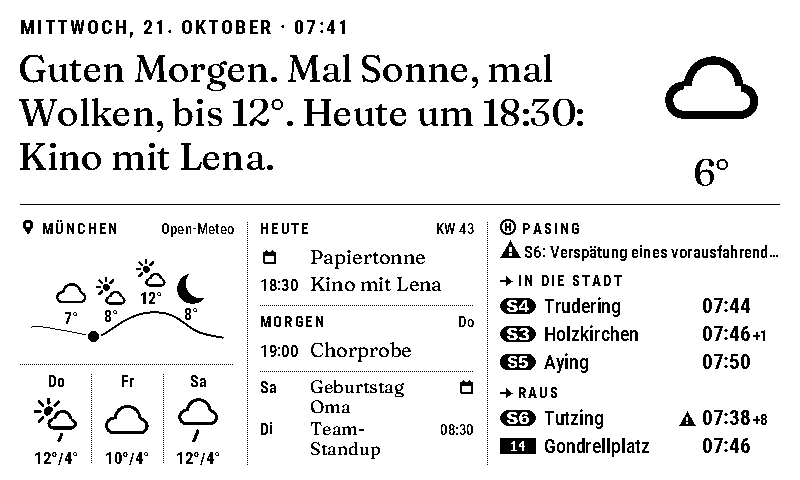 MITTWOCH, 21. OKTOBER · 07:41
Guten Morgen. Mal Sonne, mal
Wolken, bis 12°. Heute um 18:30:
Kino mit Lena.
6°
MÜNCHEN Open-Meteo
7° 8° 12° 8°
Do Fr Sa
12°/4° 10°/4° 12°/4°
HEUTE KW 43
Papiertonne
18:30 Kino mit Lena
MORGEN Do
19:00 Chorprobe
Sa Geburtstag
Oma
Di Team- 08:30
Standup
H PASING
S6: Verspätung eines vorausfahrend...
IN DIE STADT
S4 Trudering 07:44
S3 Holzkirchen 07:46+1
S5 Aying 07:50
RAUS
S6 Tutzing 07:38+8
14 Gondrellplatz 07:46